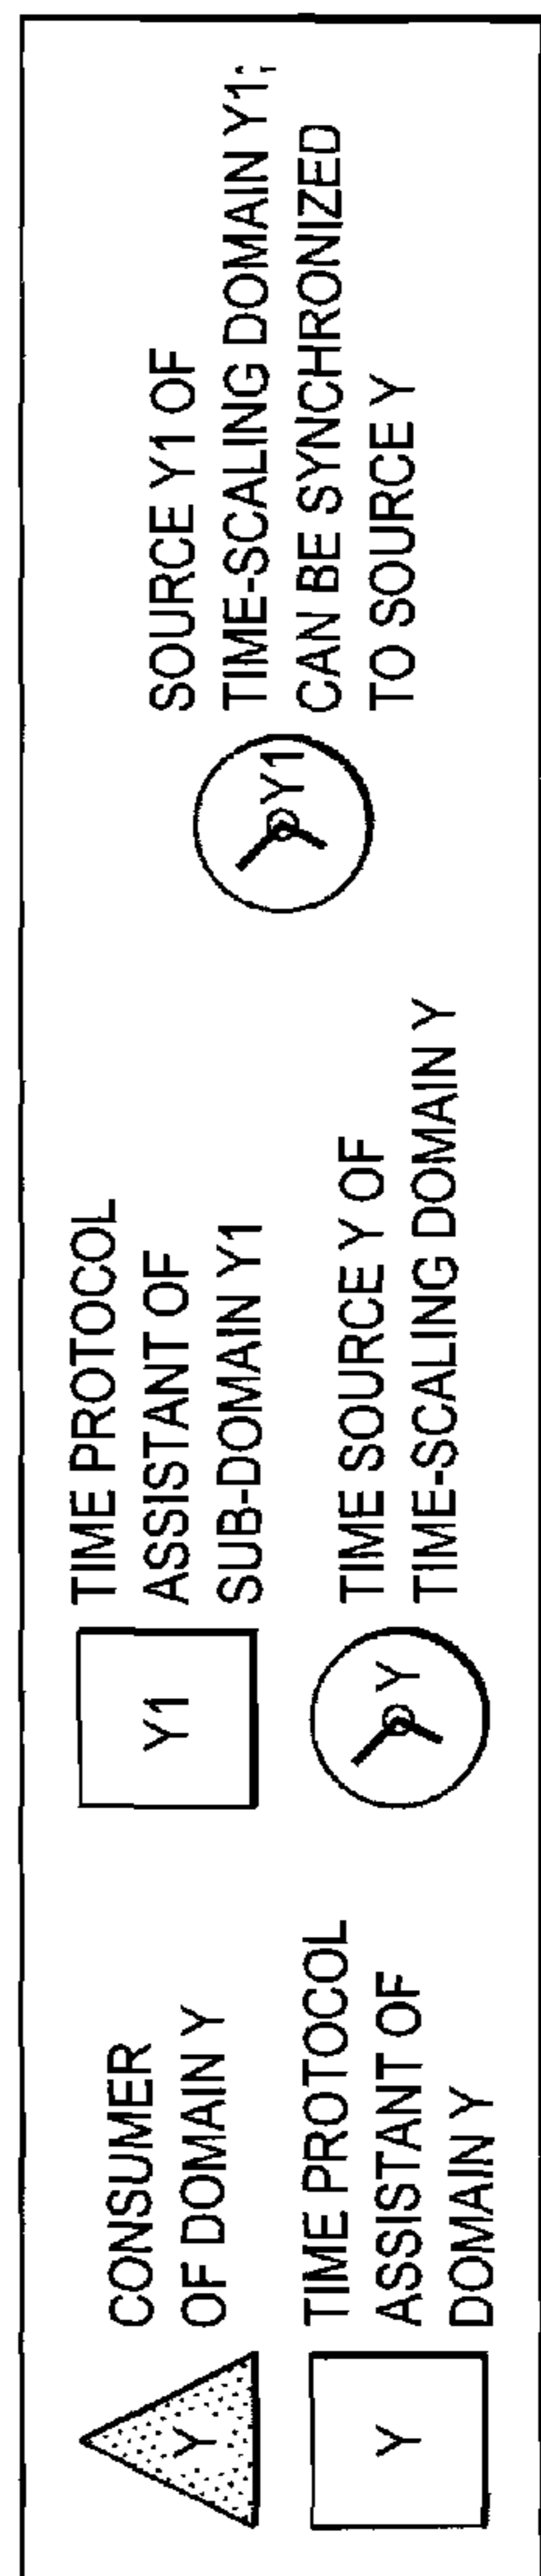 Y
CONSUMER
OF DOMAIN Y
Y
TIME PROTOCOL
ASSISTANT OF
DOMAIN Y
Y1
TIME PROTOCOL
ASSISTANT OF
SUB-DOMAIN Y1
Y
TIME SOURCE Y OF
TIME-SCALING DOMAIN Y
Y1
SOURCE Y1 OF
TIME-SCALING DOMAIN Y1;
CAN BE SYNCHRONIZED
TO SOURCE Y